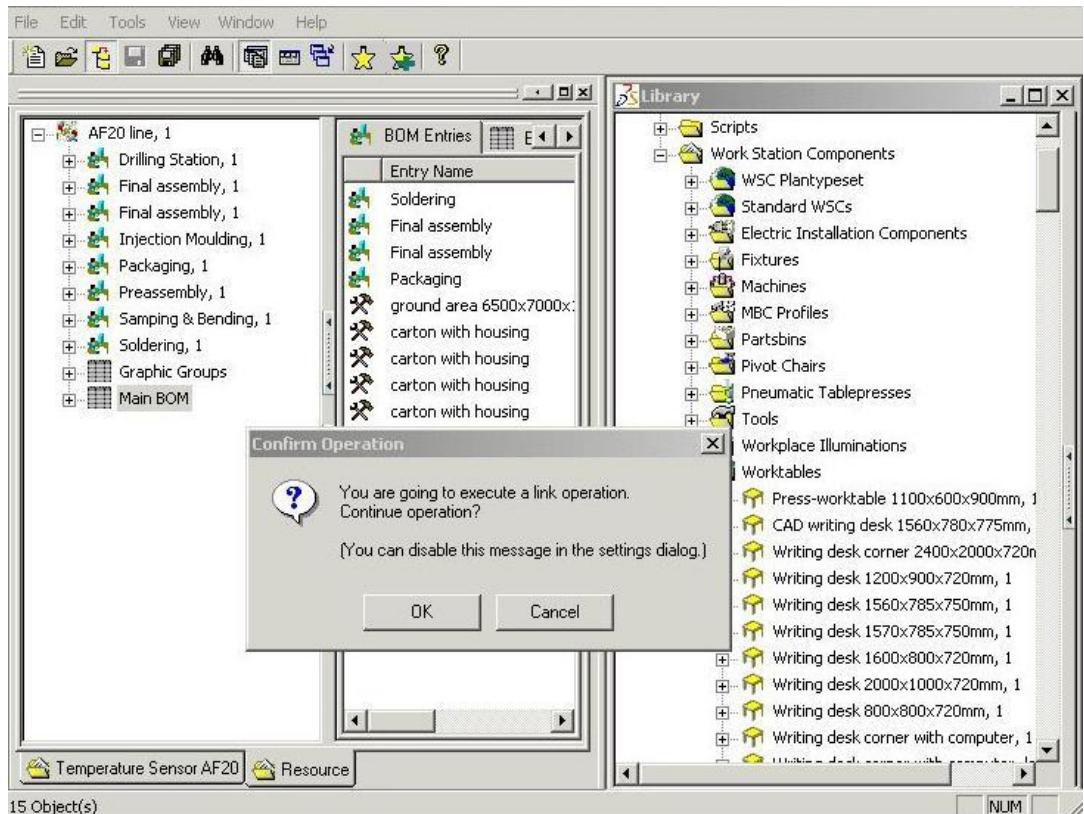 File Edit Tools View Window Help
Library
AF20 line, 1
Drilling Station, 1
Final assembly, 1
Final assembly, 1
Injection Moulding, 1
Packaging, 1
Preassembly, 1
Samping & Bending, 1
Soldering, 1
Graphic Groups
Main BOM
BOM Entries E
Entry Name
Soldering
Final assembly
Final assembly
Packaging
ground area 6500x7000x
carton with housing
carton with housing
carton with housing
carton with housing
Scripts
Work Station Components
WSC Plantypeset
Standard WSCs
Electric Installation Components
Fixtures
Machines
MBC Profiles
Partsbins
Pivot Chairs
Pneumatic Tablepresses
Tools
Workplace Illuminations
Worktables
Press-worktable 1100x600x900mm, 1
CAD writing desk 1560x780x775mm,
Writing desk corner 2400x2000x720n
Writing desk 1200x900x720mm, 1
Writing desk 1560x785x750mm, 1
Writing desk 1570x785x750mm, 1
Writing desk 1600x800x720mm, 1
Writing desk 2000x1000x720mm, 1
Writing desk 800x800x720mm, 1
Writing desk corner with computer, 1
Confirm Operation
You are going to execute a link operation.
Continue operation?
(You can disable this message in the settings dialog.)
OK Cancel
Temperature Sensor AF20 Resource
15 Object(s) NUM